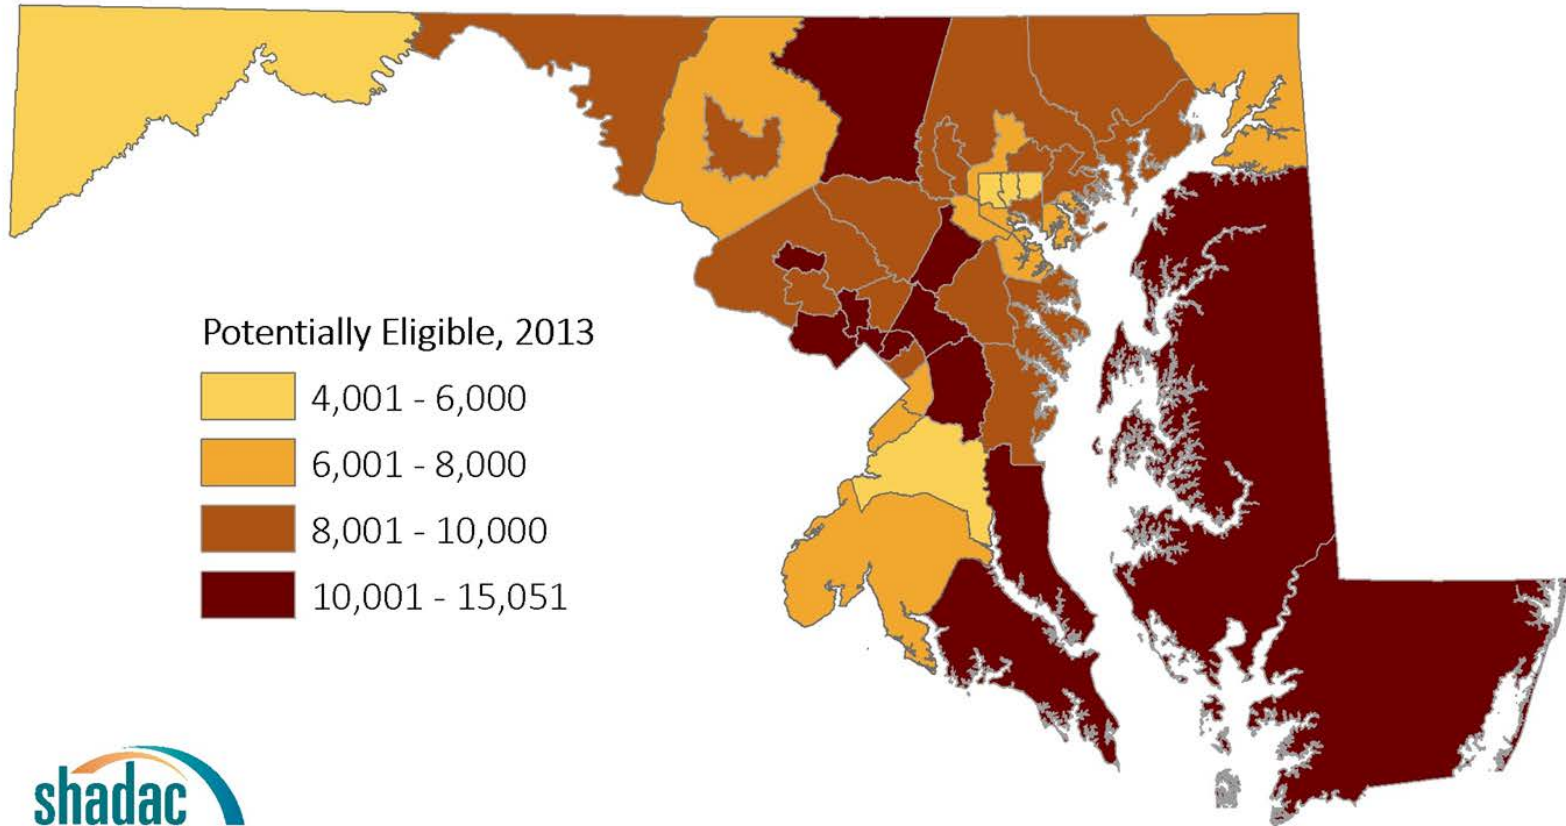 Potentially Eligible, 2013
4,001 - 6,000
6,001 - 8,000
8,001 - 10,000
10,001 - 15,051
shadac